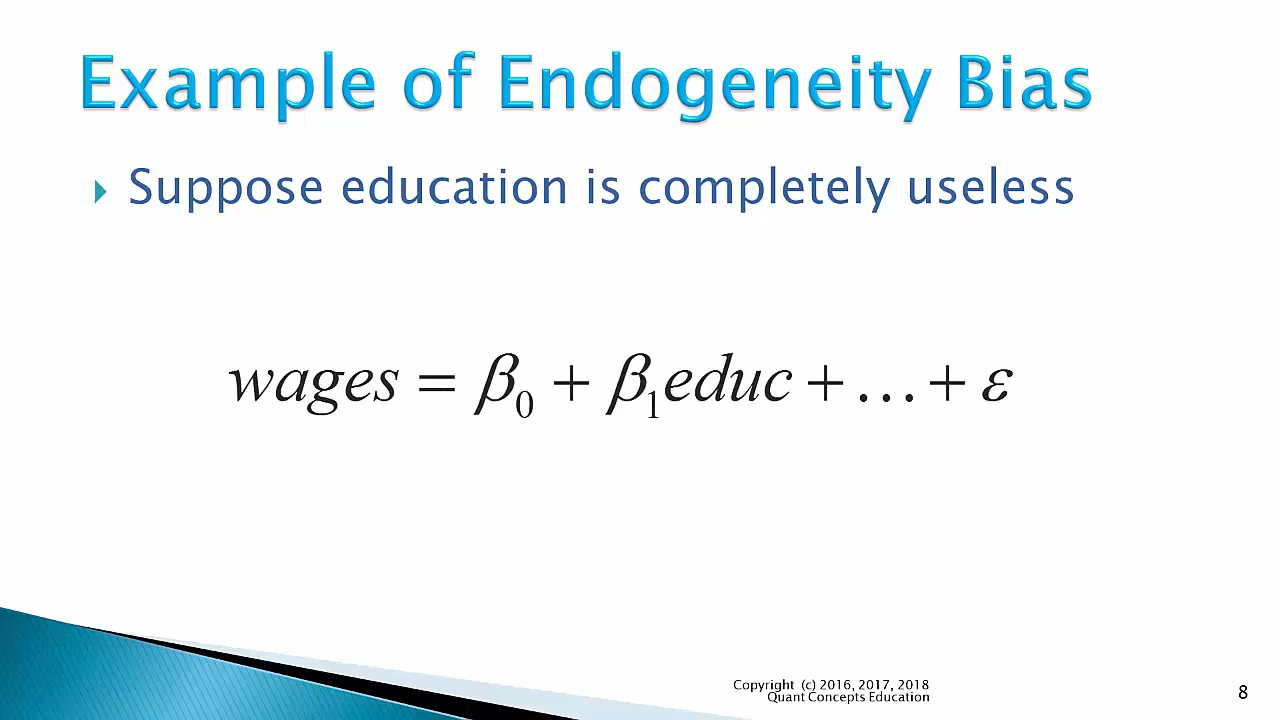 Example of Endogeneity Bias
Suppose education is completely useless
wages = β₀ + β₁educ + … + ε
Copyright (c) 2016, 2017, 2018
Quant Concepts Education
8